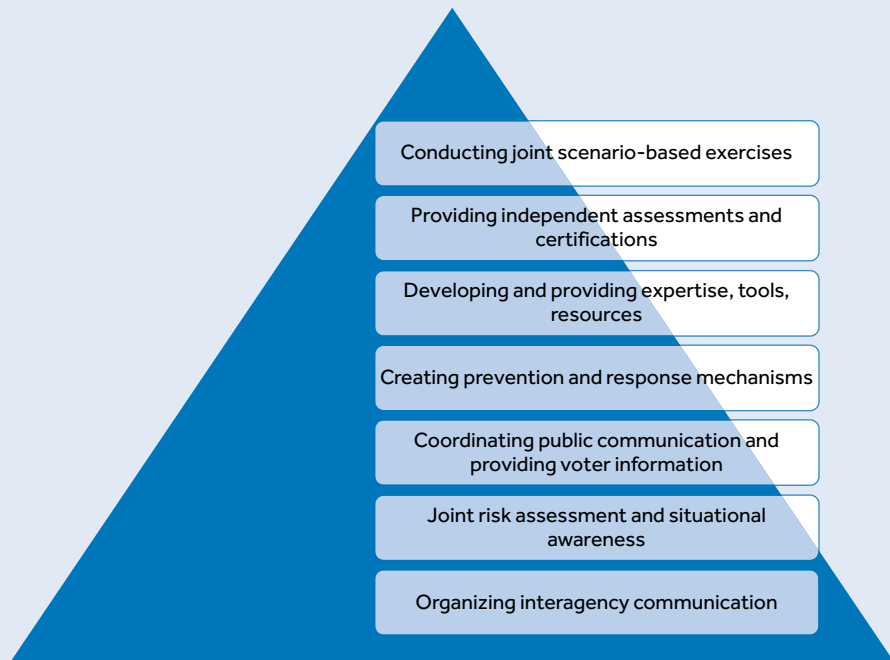 Conducting joint scenario-based exercises
Providing independent assessments and
certifications
Developing and providing expertise, tools,
resources
Creating prevention and response mechanisms
Coordinating public communication and
providing voter information
Joint risk assessment and situational
awareness
Organizing interagency communication